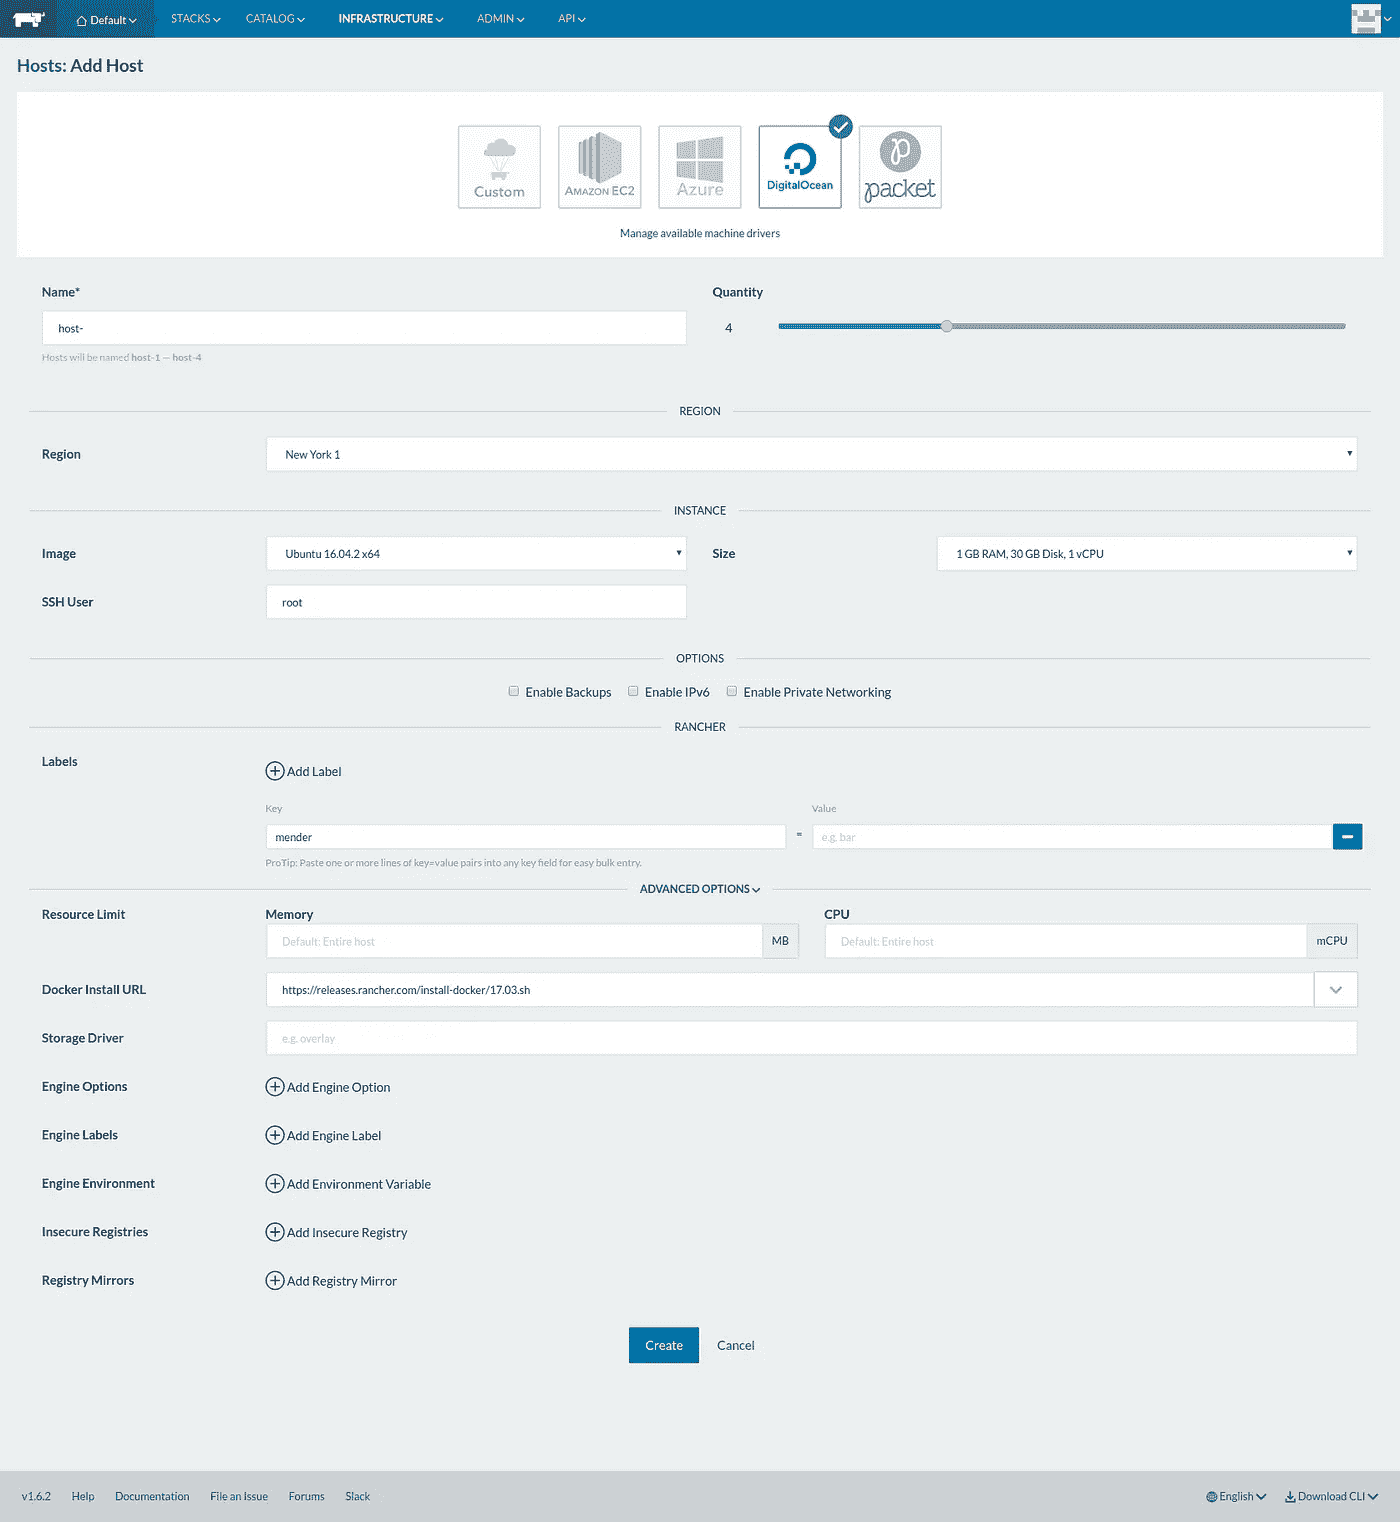 Default STACKS CATALOG INFRASTRUCTURE ADMIN API
Hosts: Add Host
Custom
AMAZON EC2
Azure
DigitalOcean
packet
Manage available machine drivers
Name* Quantity
host- 4
Hosts will be named host-1 — host-4
REGION
Region New York 1
INSTANCE
Image Ubuntu 16.04.2 x64 Size 1 GB RAM, 30 GB Disk, 1 vCPU
SSH User root
OPTIONS
Enable Backups Enable IPv6 Enable Private Networking
RANCHER
Labels
Add Label
Key Value
mender = e.g. bar
ProTip: Paste one or more lines of key=value pairs into any key field for easy bulk entry.
ADVANCED OPTIONS
Resource Limit Memory CPU
Default: Entire host MB Default: Entire host mCPU
Docker Install URL https://releases.rancher.com/install-docker/17.03.sh
Storage Driver e.g. overlay
Engine Options Add Engine Option
Engine Labels Add Engine Label
Engine Environment Add Environment Variable
Insecure Registries Add Insecure Registry
Registry Mirrors Add Registry Mirror
Create Cancel
v1.6.2 Help Documentation File an Issue Forums Slack English Download CLI